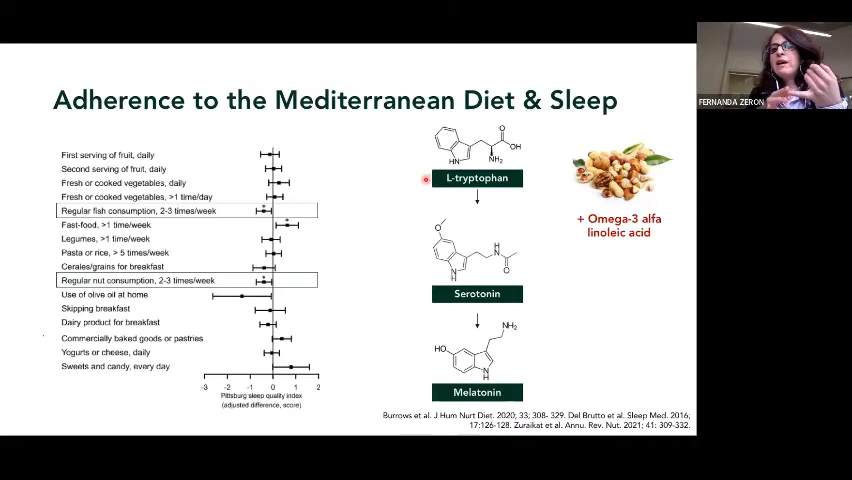 FERNANDA ZERON
Adherence to the Mediterranean Diet & Sleep
First serving of fruit, daily
Second serving of fruit, daily
Fresh or cooked vegetables, daily
Fresh or cooked vegetables, >1 time/day
Regular fish consumption, 2-3 times/week
Fast-food, >1 time/week
Legumes, >1 time/week
Pasta or rice, > 5 times/week
Cerales/grains for breakfast
Regular nut consumption, 2-3 times/week
Use of olive oil at home
Skipping breakfast
Dairy product for breakfast
Commercially baked goods or pastries
Yogurts or cheese, daily
Sweets and candy, every day
* * *
-3 -2 -1 0 1 2
Pittsburg sleep quality index
(adjusted difference, score)
O
OH
NH₂
HN
L-tryptophan
O
H
N
O
N
H
Serotonin
NH₂
HO
N
H
Melatonin
+ Omega-3 alfa
linoleic acid
Burrows et al. J Hum Nurt Diet. 2020; 33; 308- 329. Del Brutto et al. Sleep Med. 2016;
17:126-128. Zuraikat et al. Annu. Rev. Nut. 2021; 41: 309-332.